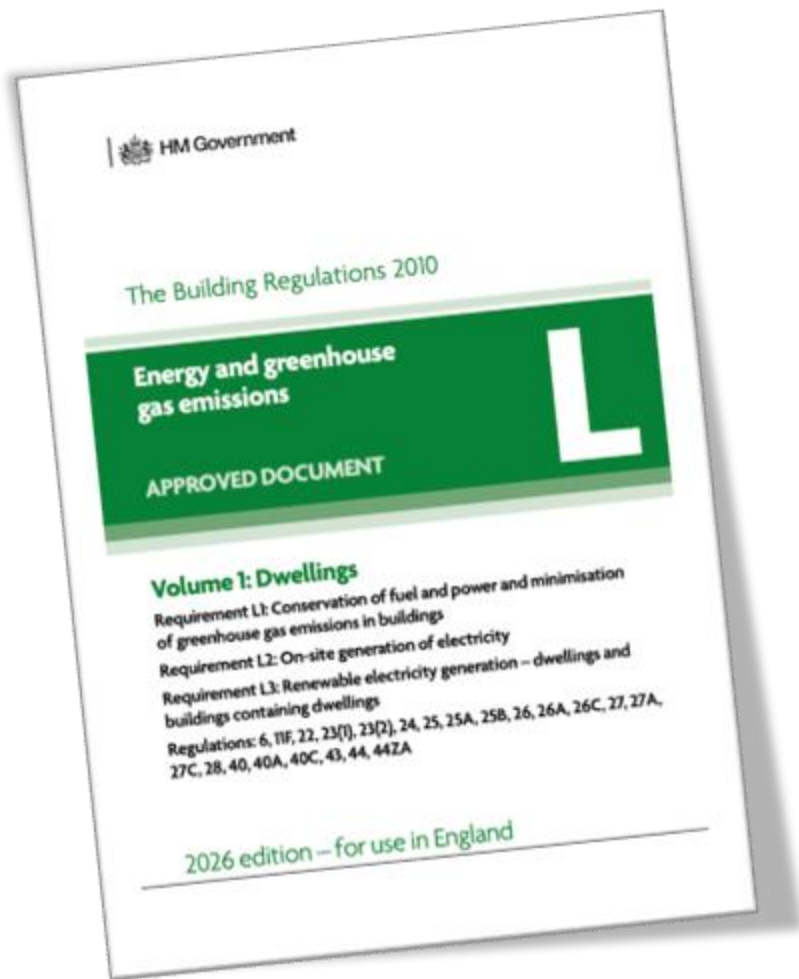 HM Government
The Building Regulations 2010
Energy and greenhouse
gas emissions
L
APPROVED DOCUMENT
Volume 1: Dwellings
Requirement L1: Conservation of fuel and power and minimisation
of greenhouse gas emissions in buildings
Requirement L2: On-site generation of electricity
Requirement L3: Renewable electricity generation – dwellings and
buildings containing dwellings
Regulations: 6, 11F, 22, 23(1), 23(2), 24, 25, 25A, 25B, 26, 26A, 26C, 27, 27A,
27C, 28, 40, 40A, 40C, 43, 44, 44ZA
2026 edition – for use in England